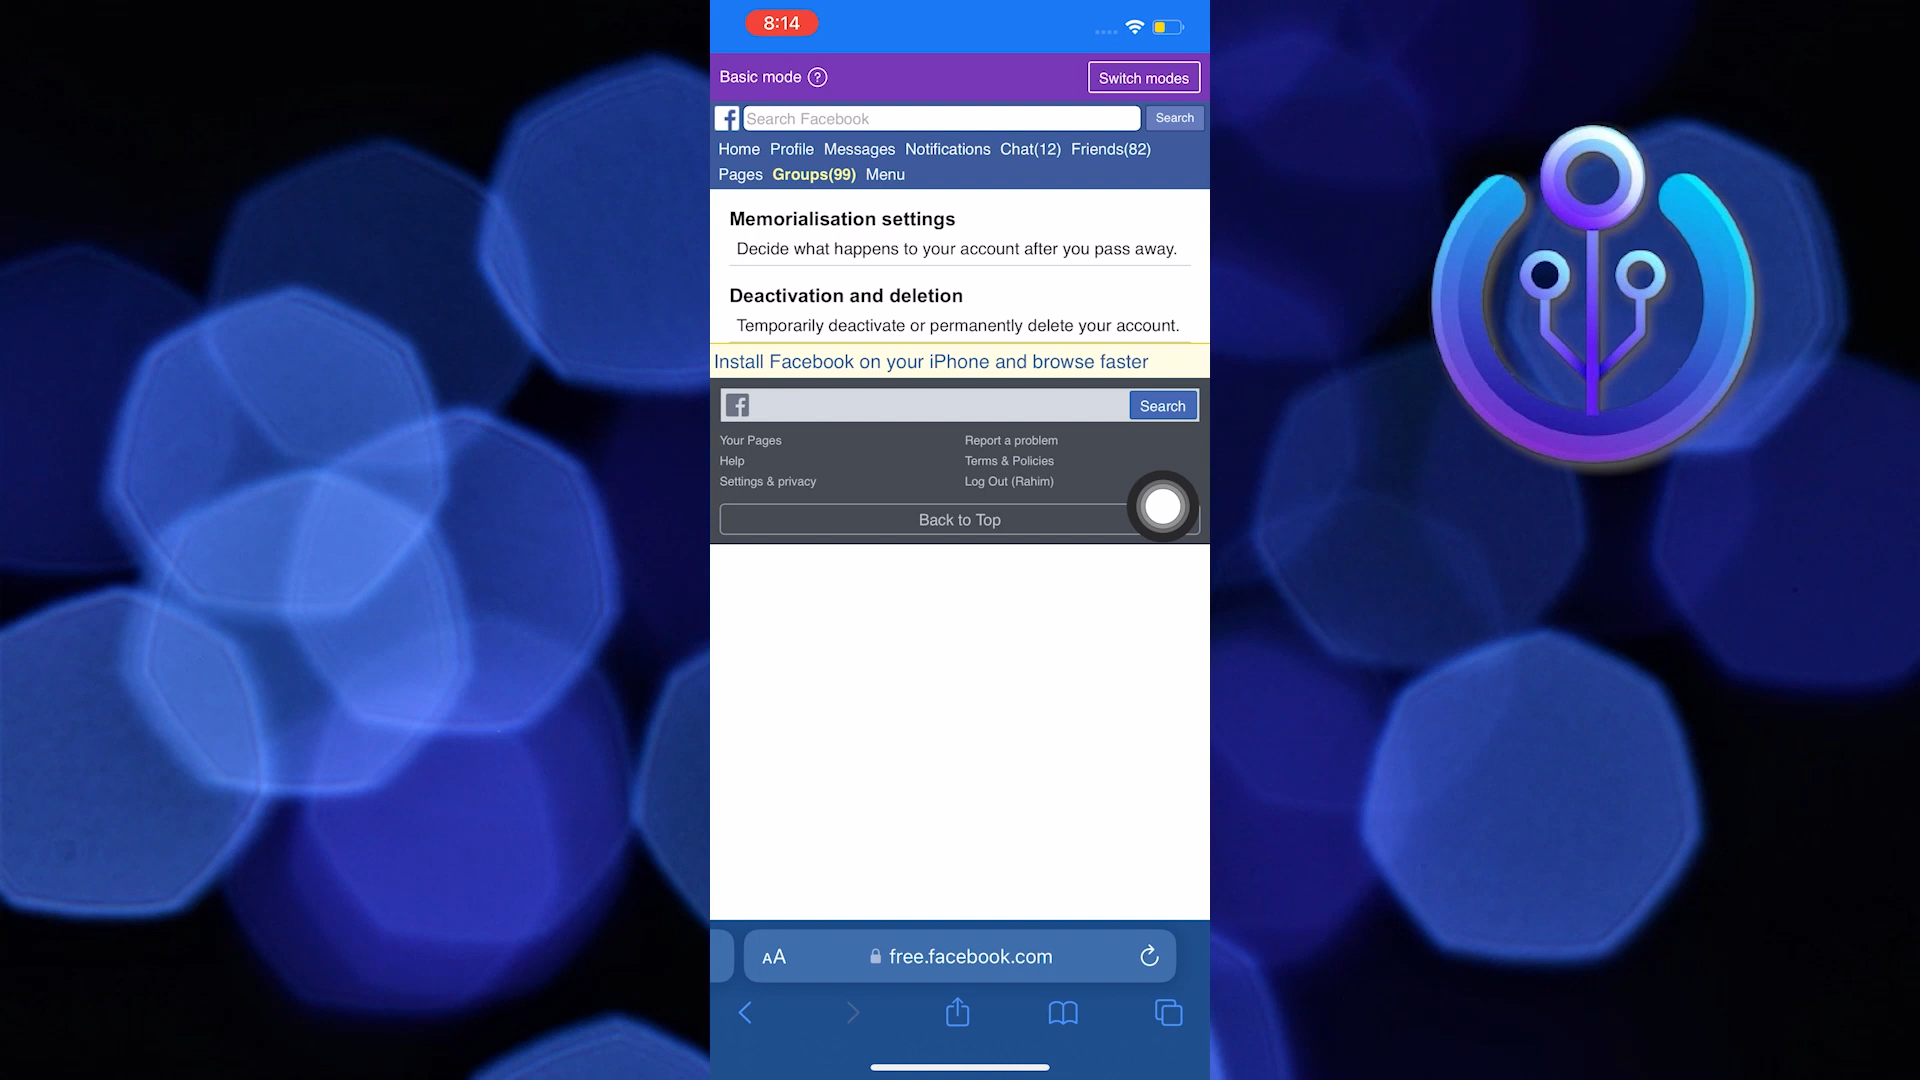 8:14
Basic mode ?
Switch modes
Search Facebook
Search
Home Profile Messages Notifications Chat(12) Friends(82)
Pages Groups(99) Menu
Memorialisation settings
Decide what happens to your account after you pass away.
Deactivation and deletion
Temporarily deactivate or permanently delete your account.
Install Facebook on your iPhone and browse faster
Search
Your Pages
Report a problem
Help
Terms & Policies
Settings & privacy
Log Out (Rahim)
Back to Top
AA
free.facebook.com